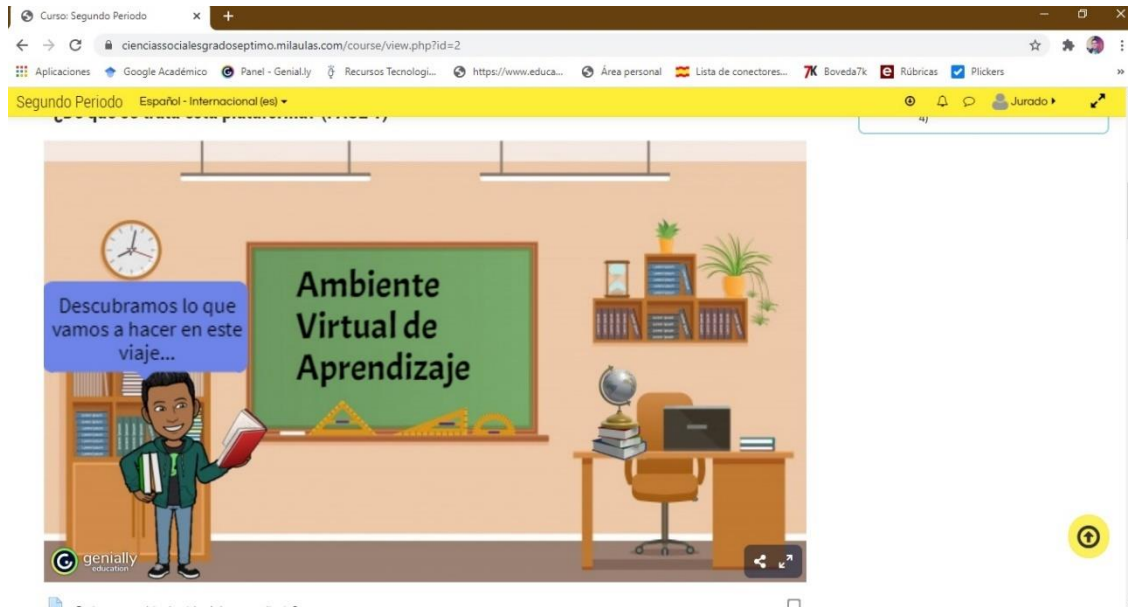 Curso: Segundo Periodo
cienciassocialesgradoseptimo.milaulas.com/course/view.php?id=2
Aplicaciones Google Académico Panel - Genial.ly Recursos Tecnologi... https://www.educa... Área personal Lista de conectores... Boveda7k Rúbricas Plickers
Segundo Periodo Español - Internacional (es) Jurado
4)
Ambiente
Virtual de
Aprendizaje
Descubramos lo que
vamos a hacer en este
viaje...
genially
education